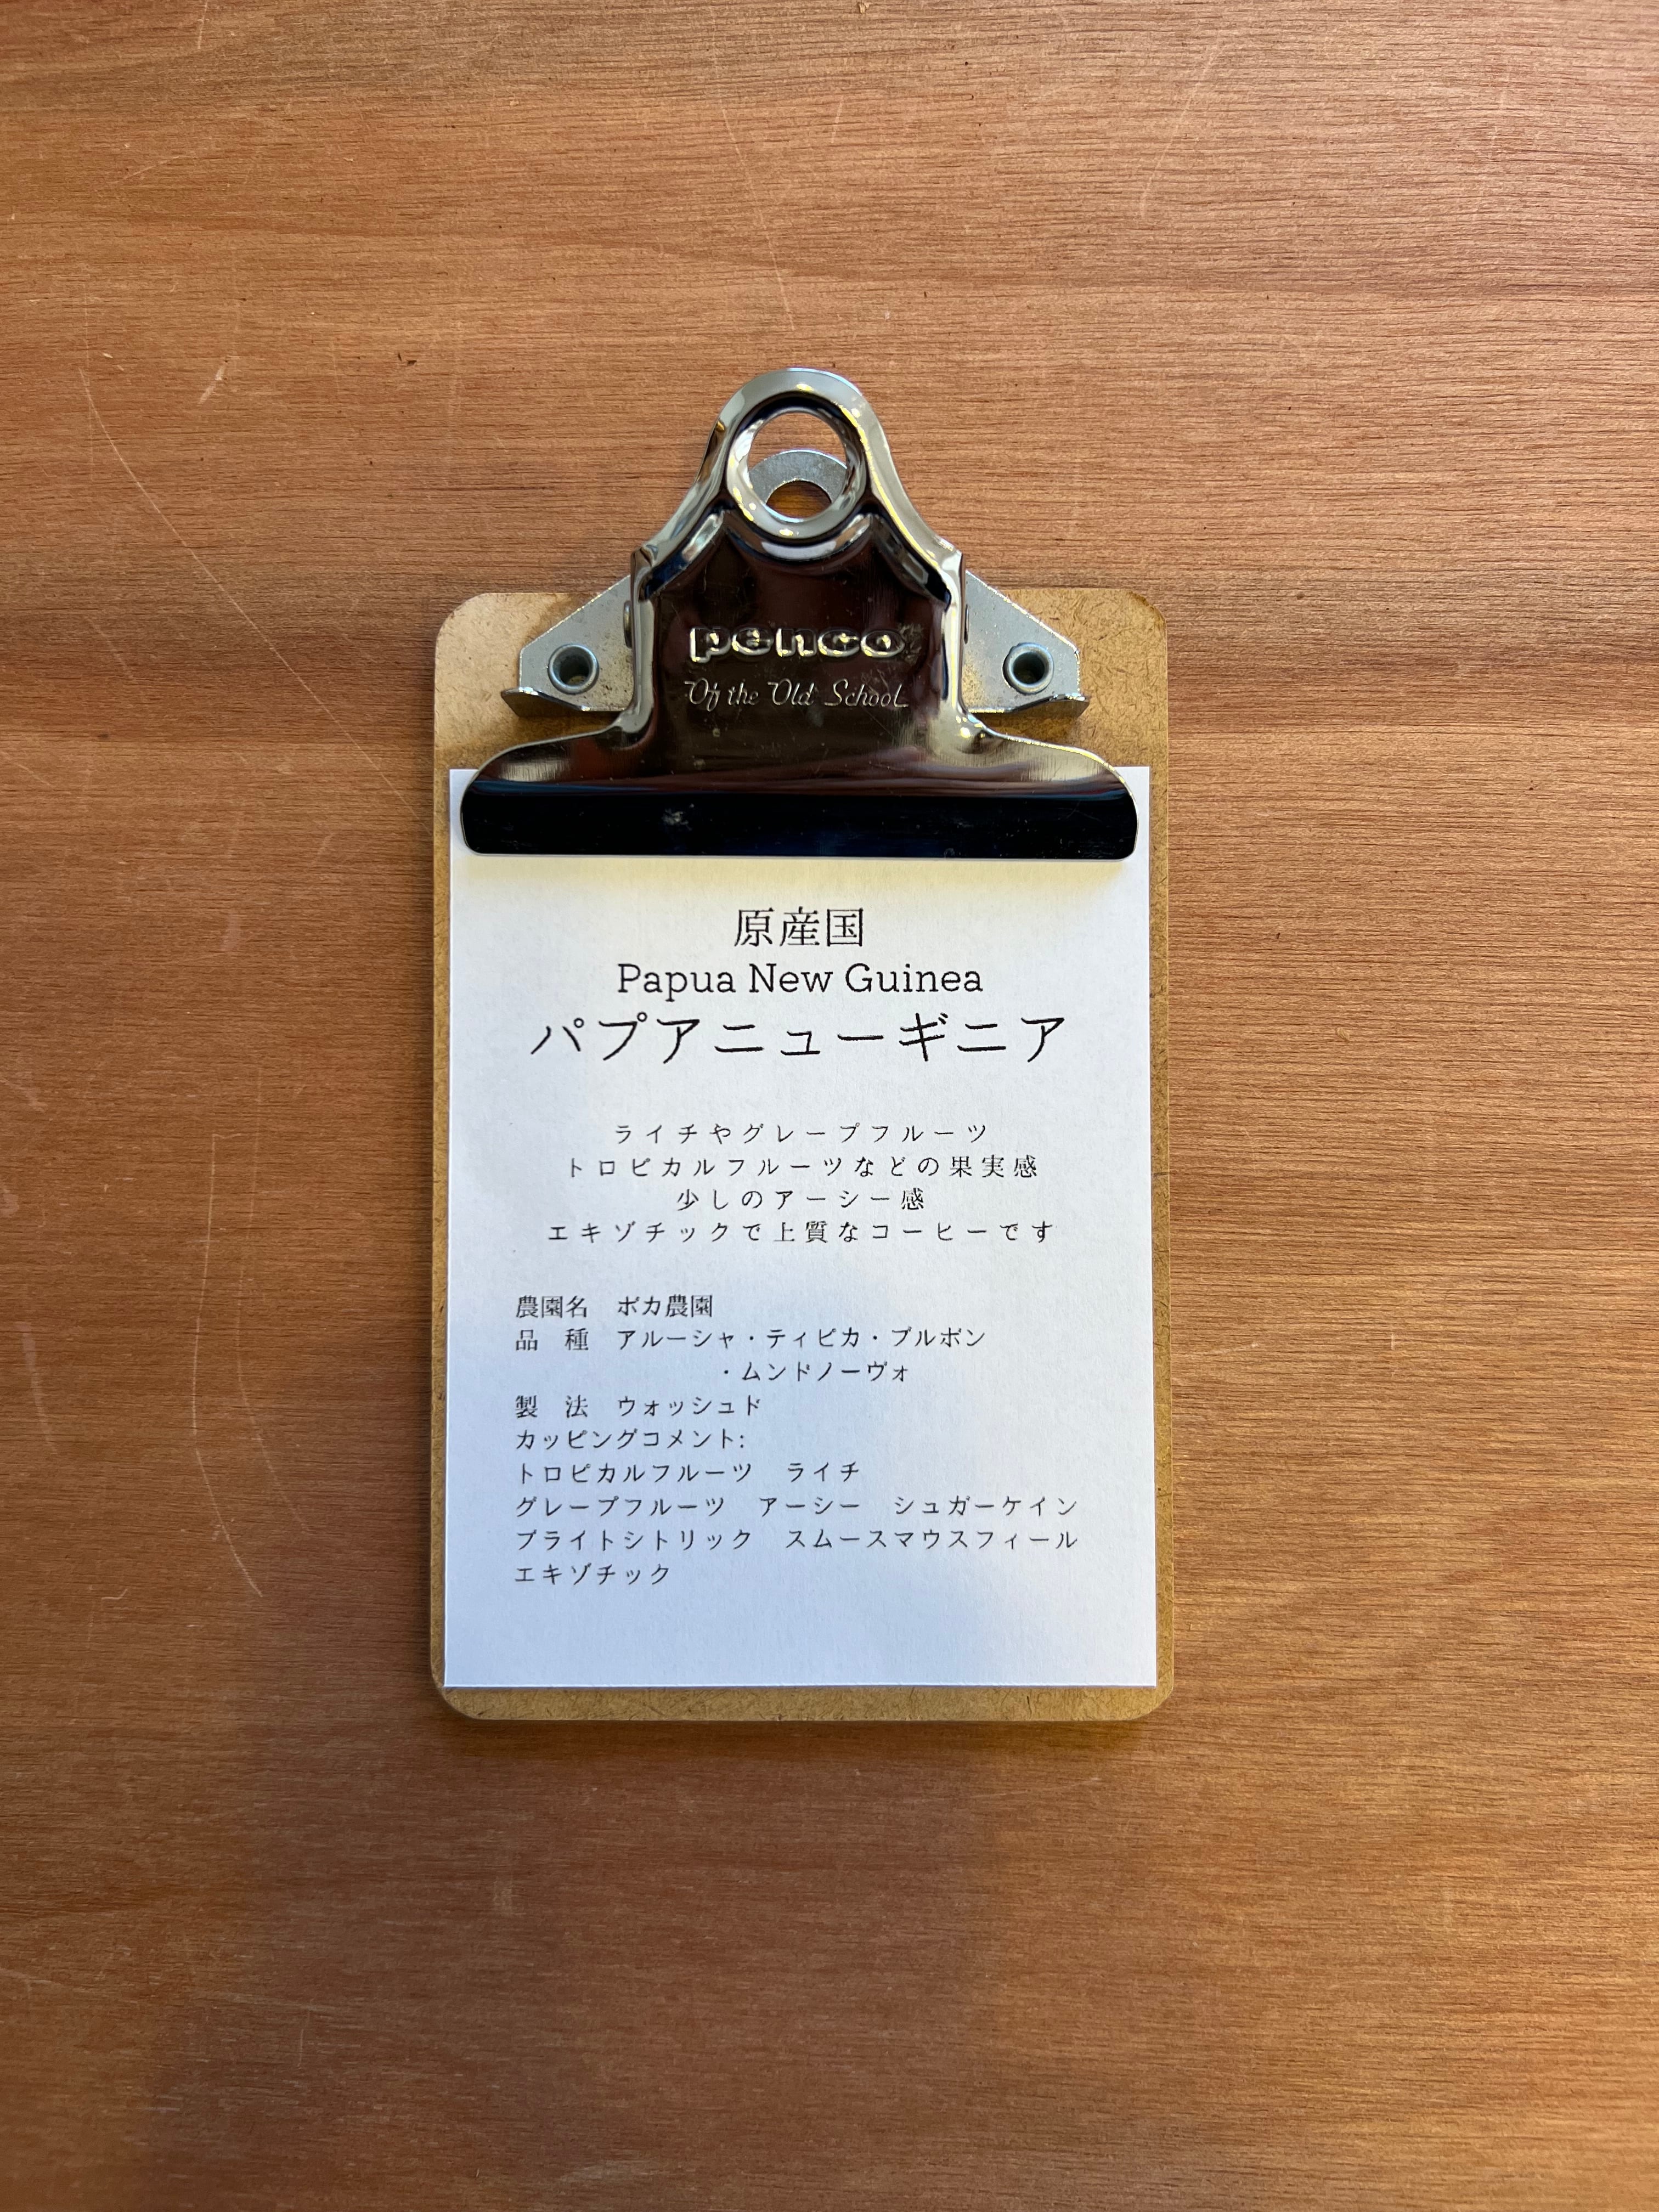 penco
Of the Old School
原産国
Papua New Guinea
パプアニューギニア
ライチやグレープフルーツ
トロピカルフルーツなどの果実感
少しのアーシー感
エキゾチックで上質なコーヒーです
農園名　ボカ農園
品　種　アルーシャ・ティピカ・ブルボン
・ムンドノーヴォ
製　法　ウォッシュド
カッピングコメント:
トロピカルフルーツ　ライチ
グレープフルーツ　アーシー　シュガーケイン
ブライトシトリック　スムースマウスフィール
エキゾチック